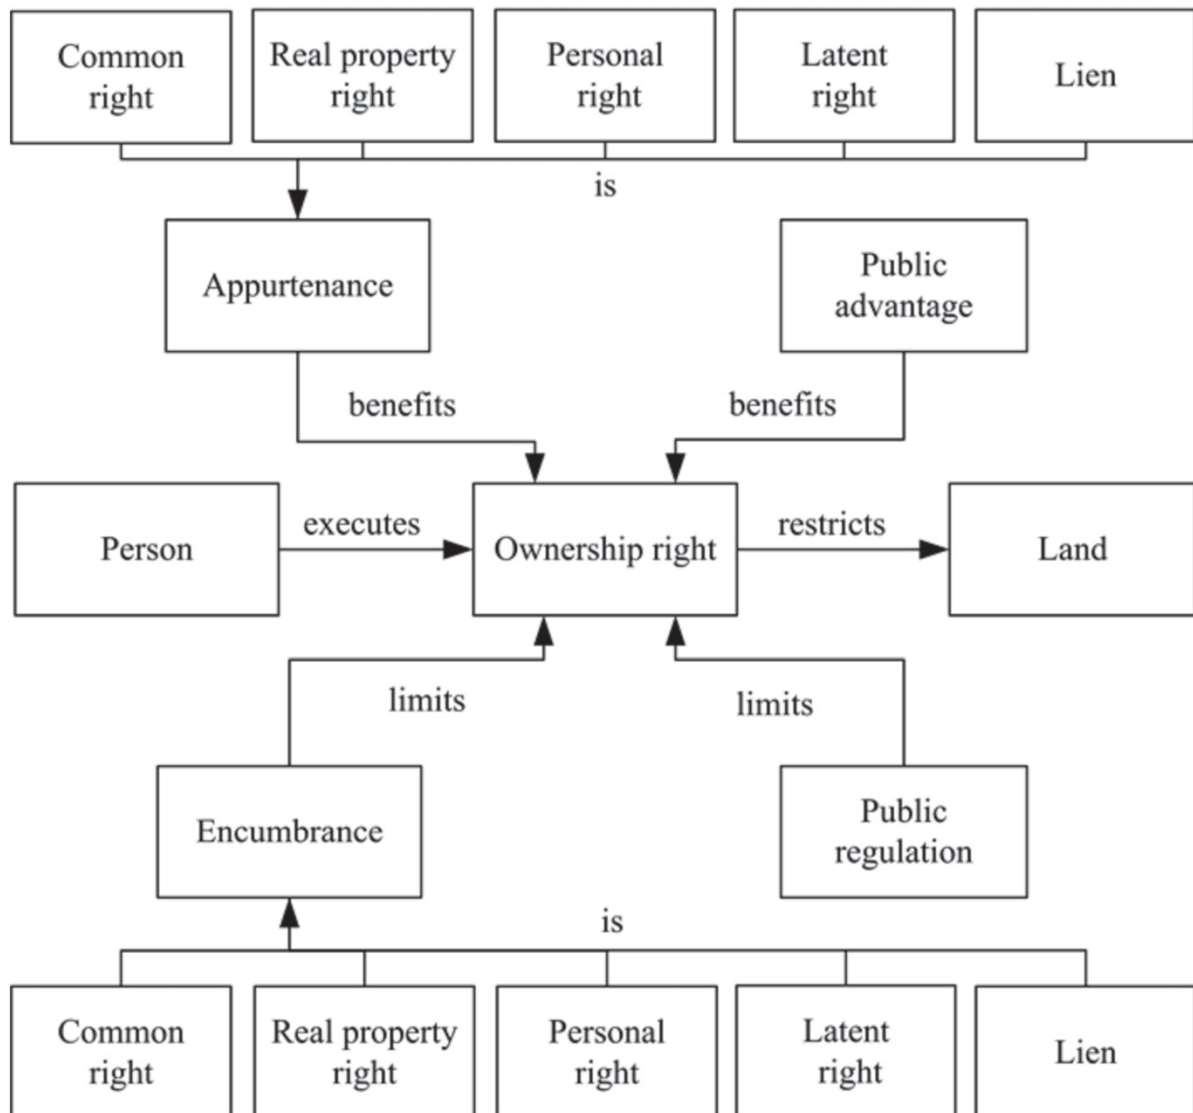 Common
right
Real property
right
Personal
right
Latent
right
Lien
is
Appurtenance
Public
advantage
benefits
benefits
Person
executes
Ownership right
restricts
Land
limits
limits
Encumbrance
Public
regulation
is
Common
right
Real property
right
Personal
right
Latent
right
Lien